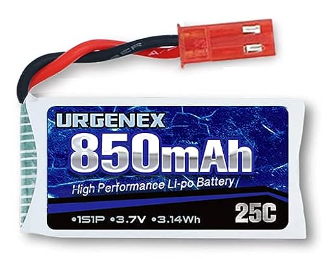 URGENEX
850mAh
High Performance Li-po Battery
25C
•1S1P •3.7V •3.14Wh